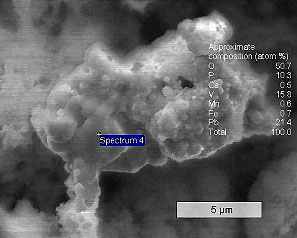 Approximate
composition (atom %)
O 50.7
P 10.3
Ca 0.5
V 15.8
Mn 0.6
Fe 0.7
Pb 21.4
Total 100.0
Spectrum 4
5 µm